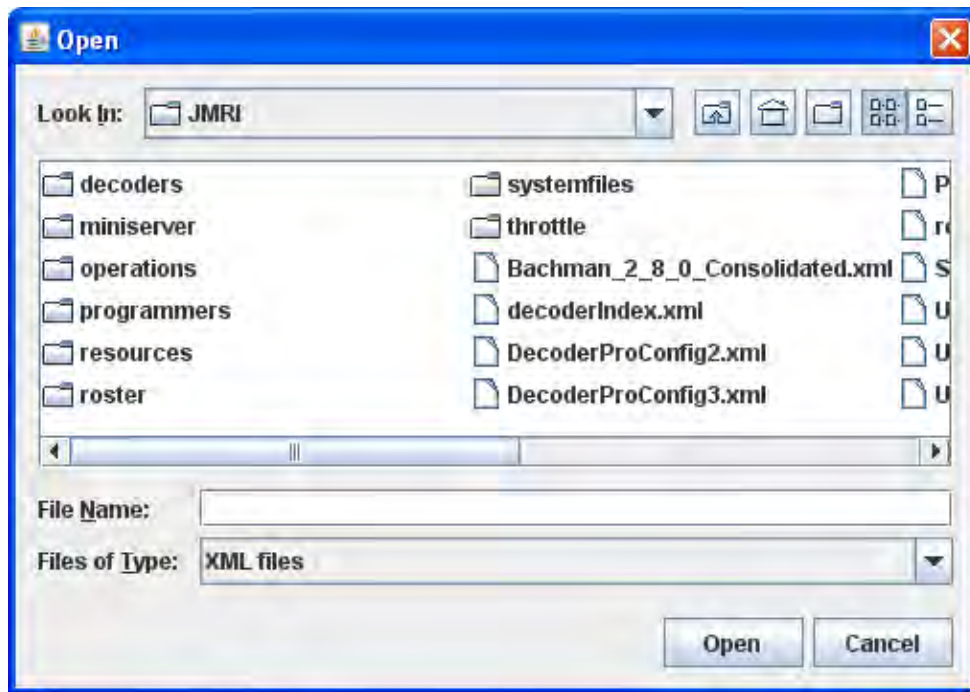 Open
Look In: JMRI
decoders
miniserver
operations
programmers
resources
roster
systemfiles
throttle
Bachman_2_8_0_Consolidated.xml
decoderIndex.xml
DecoderProConfig2.xml
DecoderProConfig3.xml
P
S
U
U
U
File Name:
Files of Type: XML files
Open Cancel